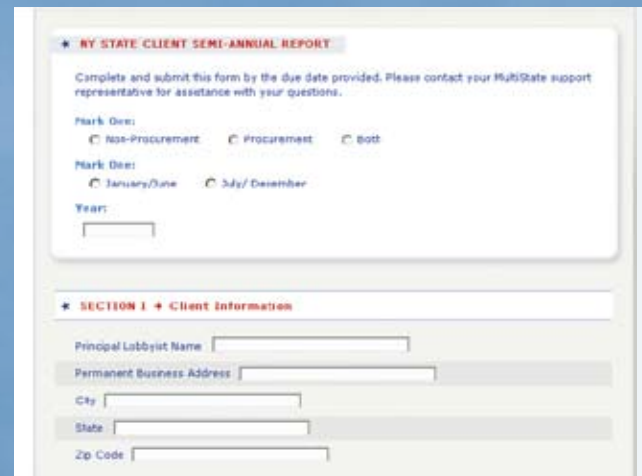 NY STATE CLIENT SEMI-ANNUAL REPORT
Complete and submit this form by the due date provided. Please contact your MultiState support
representative for assistance with your questions.
Mark One:
Non-Procurement Procurement Both
Mark One:
January/June July/ December
Year:
SECTION I → Client Information
Principal Lobbyist Name
Permanent Business Address
City
State
Zip Code